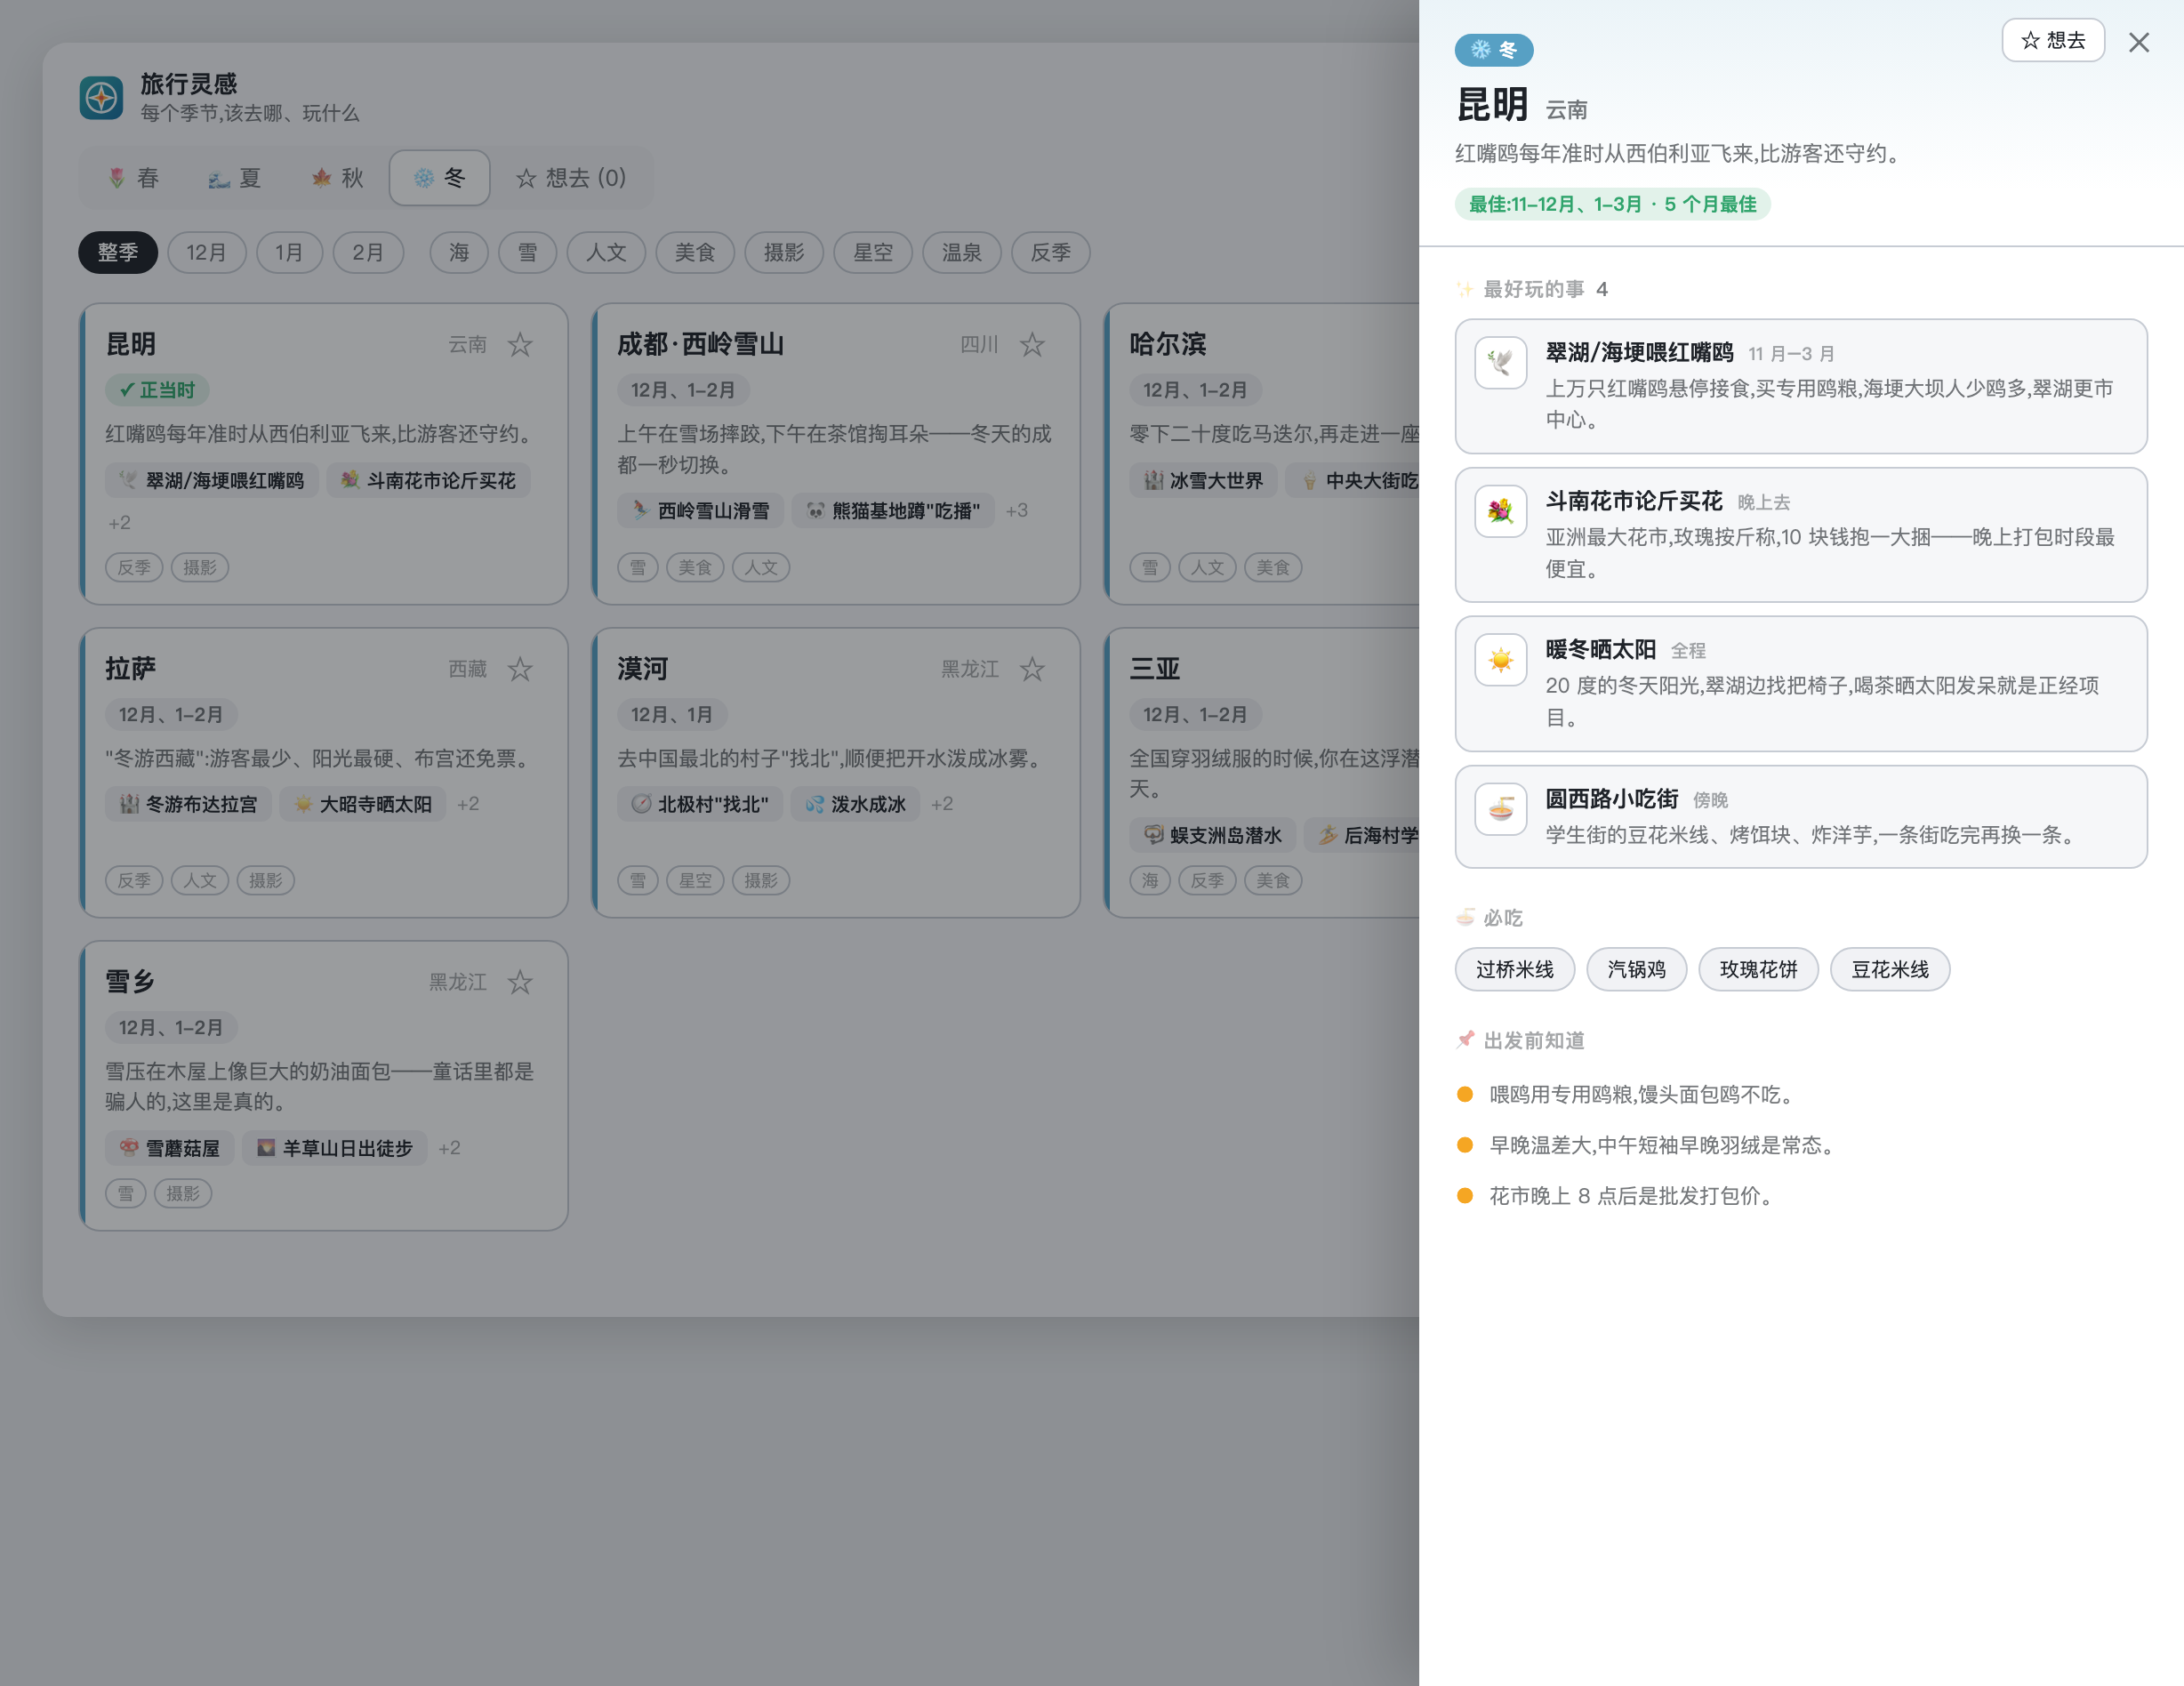 旅行灵感
每个季节,该去哪、玩什么
春 夏 秋 冬 想去 (0)
整季 12月 1月 2月 海 雪 人文 美食 摄影 星空 温泉 反季
昆明 云南
正当时
红嘴鸥每年准时从西伯利亚飞来,比游客还守约。
翠湖/海埂喂红嘴鸥 斗南花市论斤买花
+2
反季 摄影
成都·西岭雪山 四川
12月、1–2月
上午在雪场摔跤,下午在茶馆掏耳朵——冬天的成
都一秒切换。
西岭雪山滑雪 熊猫基地蹲"吃播" +3
雪 美食 人文
哈尔滨
12月、1–2月
零下二十度吃马迭尔,再走进一座
冰雪大世界 中央大街吃
雪 人文 美食
拉萨 西藏
12月、1–2月
"冬游西藏":游客最少、阳光最硬、布宫还免票。
冬游布达拉宫 大昭寺晒太阳 +2
反季 人文 摄影
漠河 黑龙江
12月、1月
去中国最北的村子"找北",顺便把开水泼成冰雾。
北极村"找北" 泼水成冰 +2
雪 星空 摄影
三亚
12月、1–2月
全国穿羽绒服的时候,你在这浮潜
天。
蜈支洲岛潜水 后海村学
海 反季 美食
雪乡 黑龙江
12月、1–2月
雪压在木屋上像巨大的奶油面包——童话里都是
骗人的,这里是真的。
雪蘑菇屋 羊草山日出徒步 +2
雪 摄影
冬
想去
昆明 云南
红嘴鸥每年准时从西伯利亚飞来,比游客还守约。
最佳:11–12月、1–3月 · 5 个月最佳
最好玩的事 4
翠湖/海埂喂红嘴鸥 11 月—3 月
上万只红嘴鸥悬停接食,买专用鸥粮,海埂大坝人少鸥多,翠湖更市
中心。
斗南花市论斤买花 晚上去
亚洲最大花市,玫瑰按斤称,10 块钱抱一大捆——晚上打包时段最
便宜。
暖冬晒太阳 全程
20 度的冬天阳光,翠湖边找把椅子,喝茶晒太阳发呆就是正经项
目。
圆西路小吃街 傍晚
学生街的豆花米线、烤饵块、炸洋芋,一条街吃完再换一条。
必吃
过桥米线 汽锅鸡 玫瑰花饼 豆花米线
出发前知道
喂鸥用专用鸥粮,馒头面包鸥不吃。
早晚温差大,中午短袖早晚羽绒是常态。
花市晚上 8 点后是批发打包价。